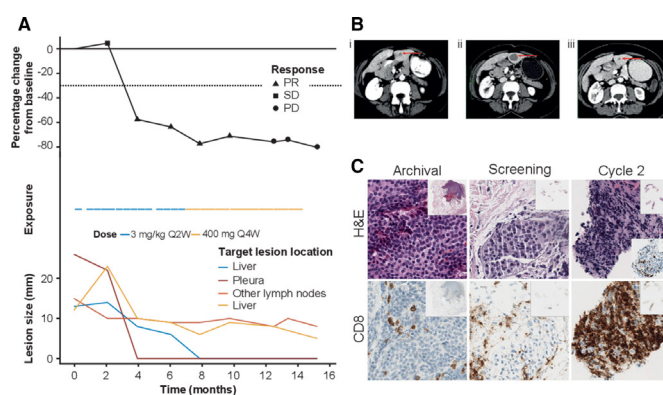 A
Percentage change
from baseline
0
-20
-40
-60
-80
Response
PR
SD
PD
Exposure
Dose
3 mg/kg Q2W
400 mg Q4W
Target lesion location
Liver
Pleura
Other lymph nodes
Liver
Lesion size (mm)
20
10
0
0
2
4
6
8
10
12
14
16
Time (months)
B
i
ii
iii
C
Archival
Screening
Cycle 2
H&E
CD8